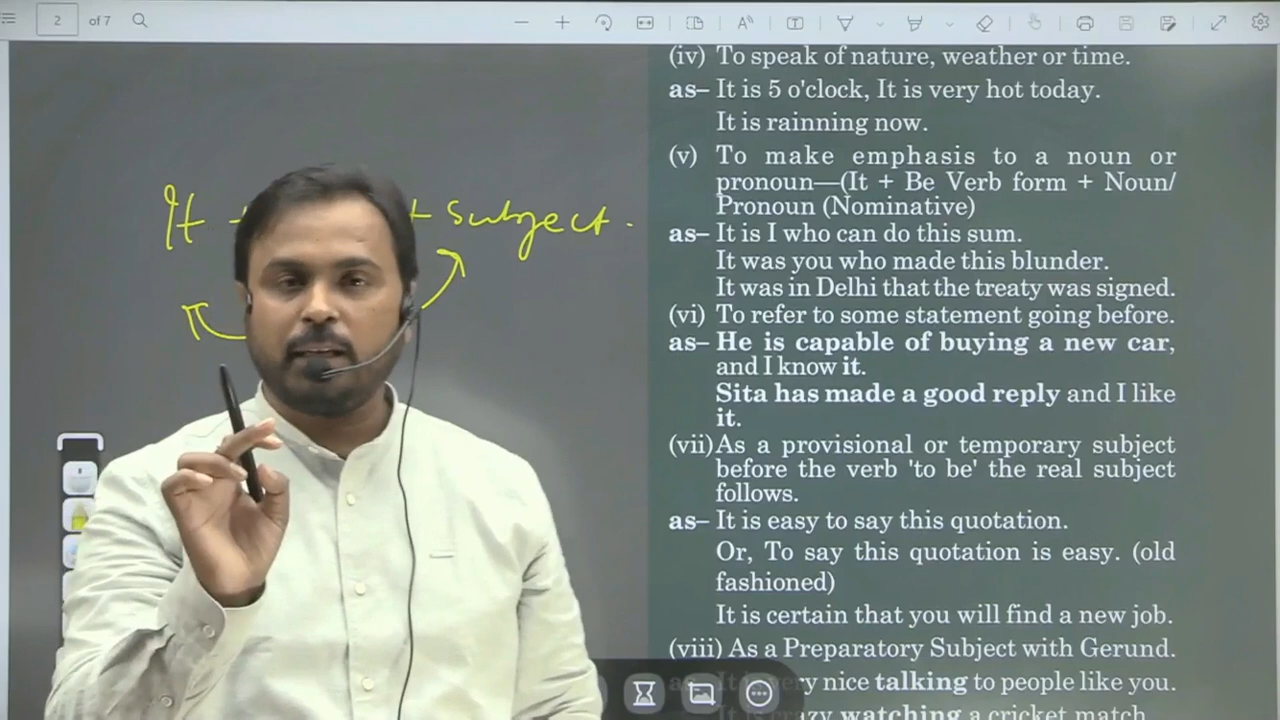 2 of 7
It + + Subject.
(iv) To speak of nature, weather or time.
as– It is 5 o'clock, It is very hot today.
It is rainning now.
(v) To make emphasis to a noun or
pronoun—(It + Be Verb form + Noun/
Pronoun (Nominative)
as– It is I who can do this sum.
It was you who made this blunder.
It was in Delhi that the treaty was signed.
(vi) To refer to some statement going before.
as– He is capable of buying a new car,
and I know it.
Sita has made a good reply and I like
it.
(vii) As a provisional or temporary subject
before the verb 'to be' the real subject
follows.
as– It is easy to say this quotation.
Or, To say this quotation is easy. (old
fashioned)
It is certain that you will find a new job.
(viii) As a Preparatory Subject with Gerund.
nice talking to people like you.
watching a cricket match